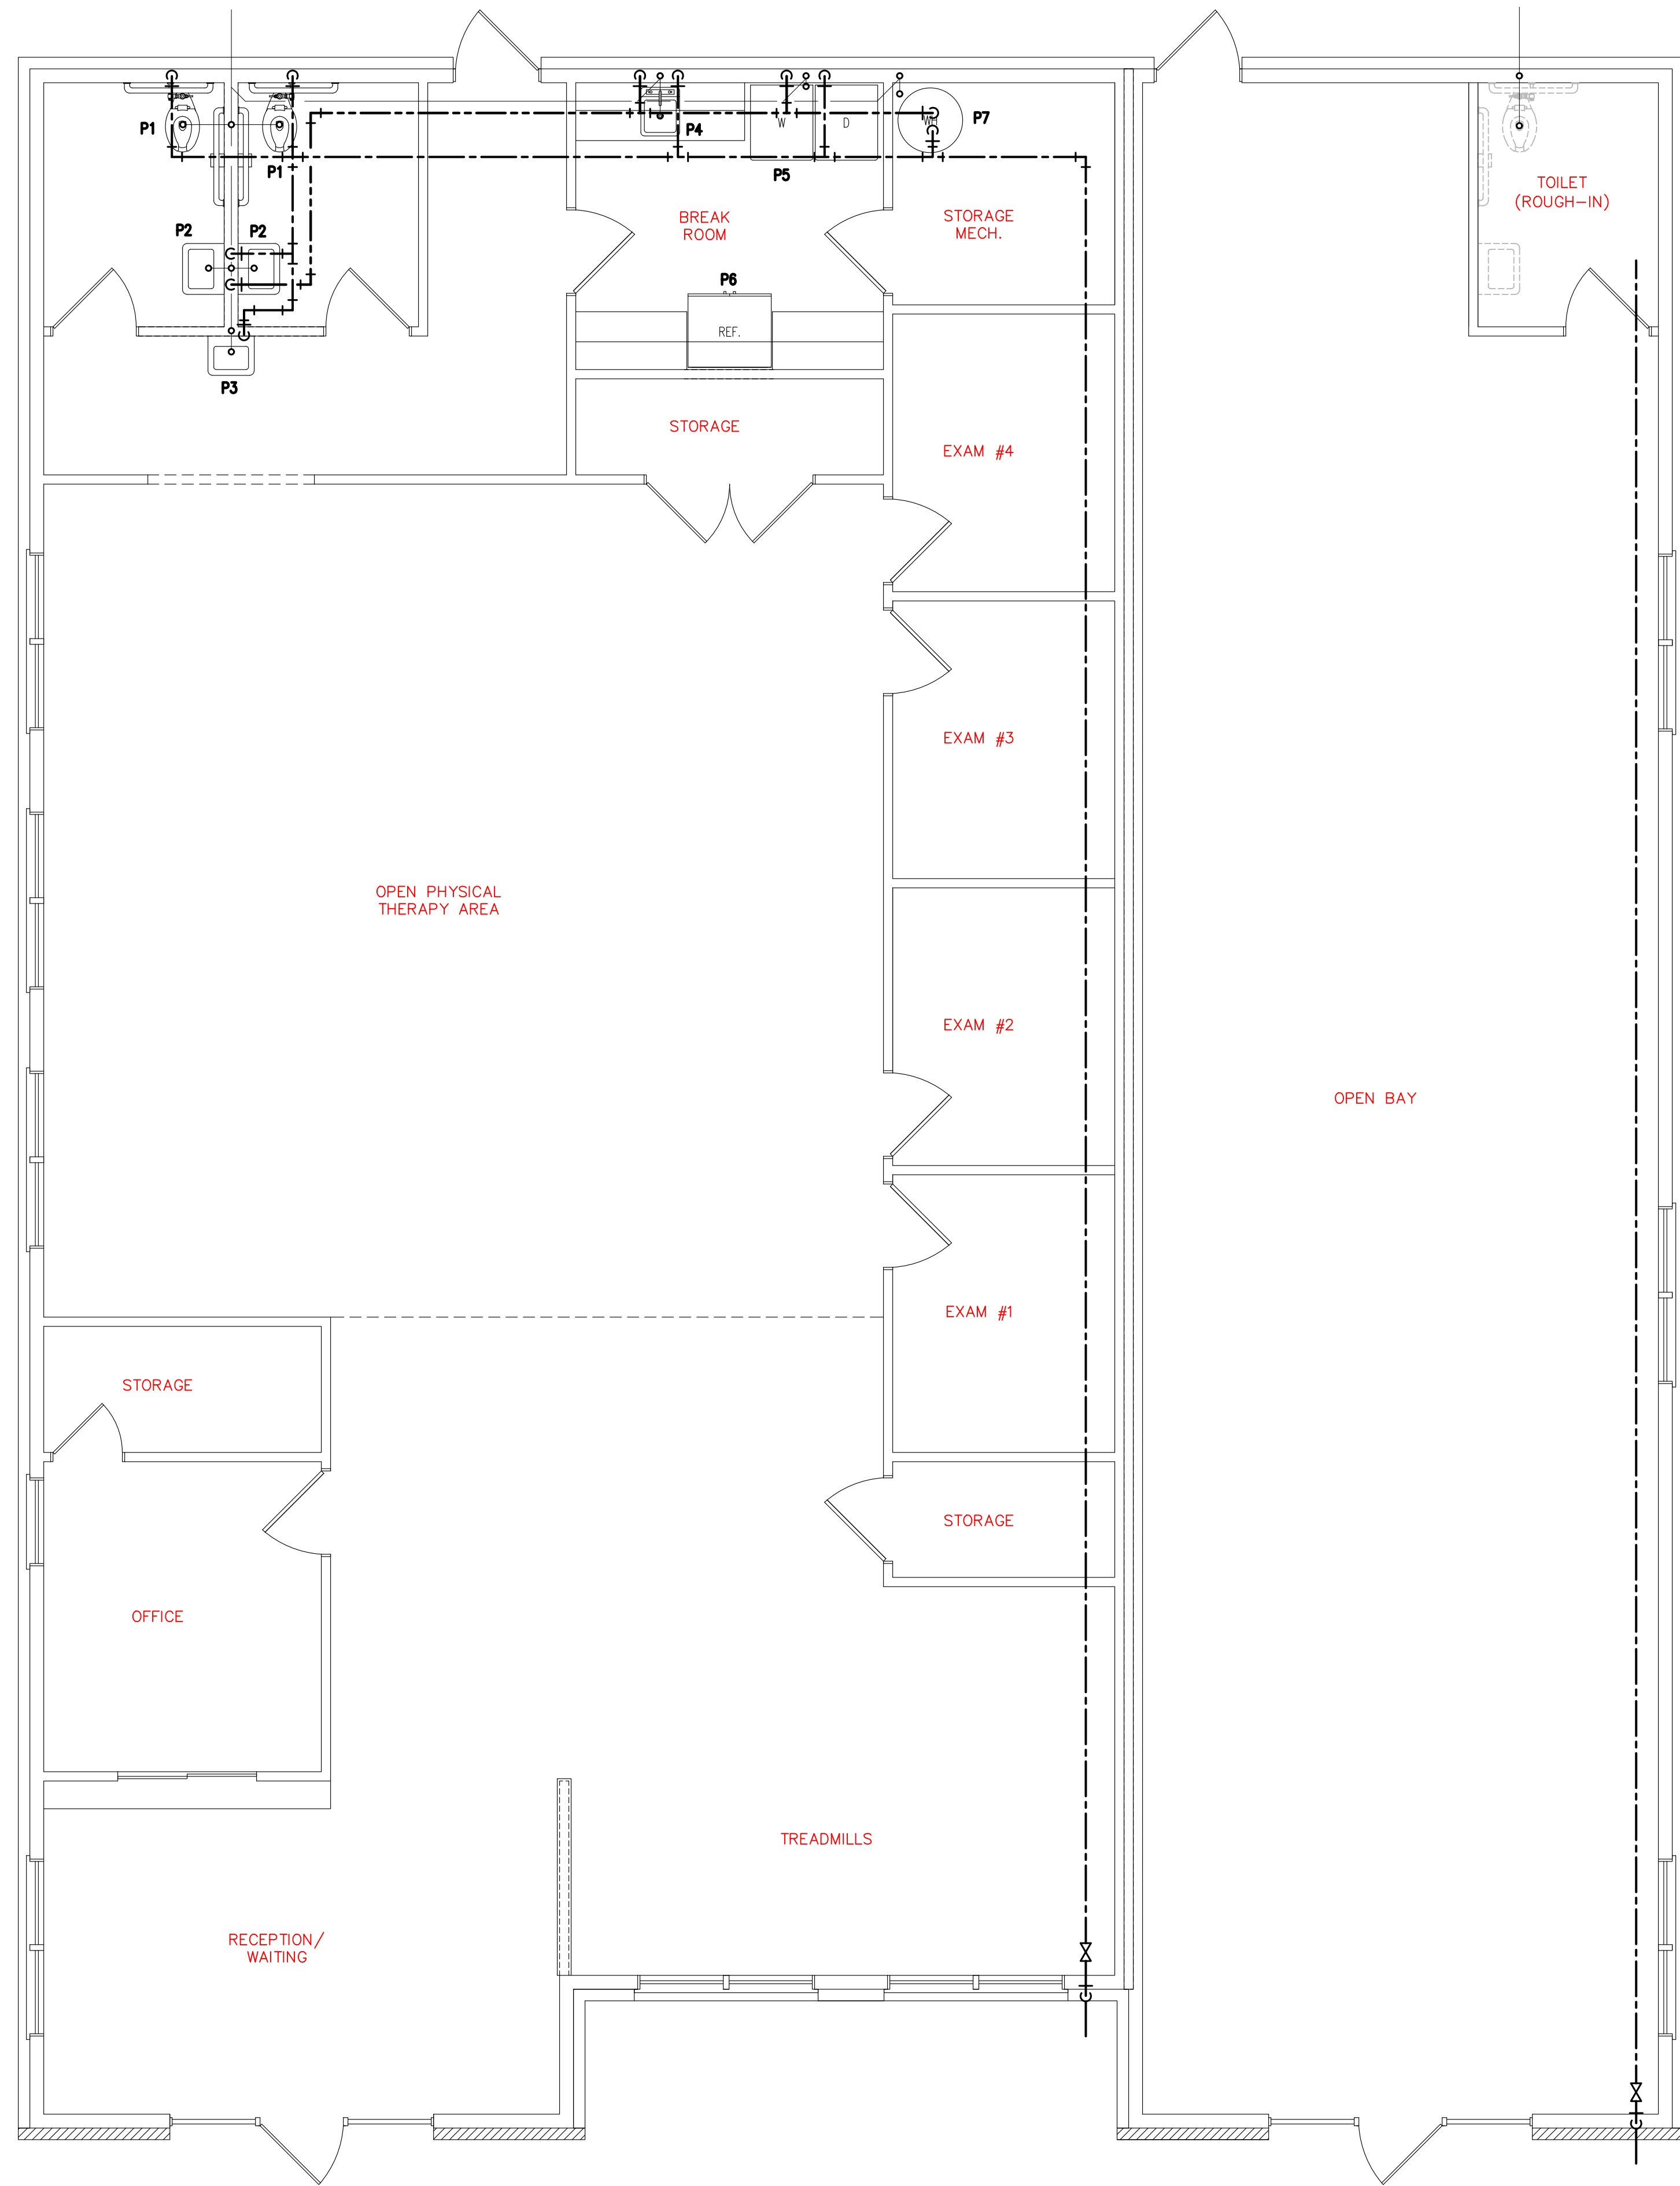 P1
P4
W
D
WH
P7
P1
P5
TOILET
(ROUGH-IN)
BREAK
ROOM
STORAGE
MECH.
P2
P2
P6
REF.
P3
STORAGE
EXAM #4
EXAM #3
OPEN PHYSICAL
THERAPY AREA
EXAM #2
OPEN BAY
EXAM #1
STORAGE
STORAGE
OFFICE
TREADMILLS
RECEPTION/
WAITING